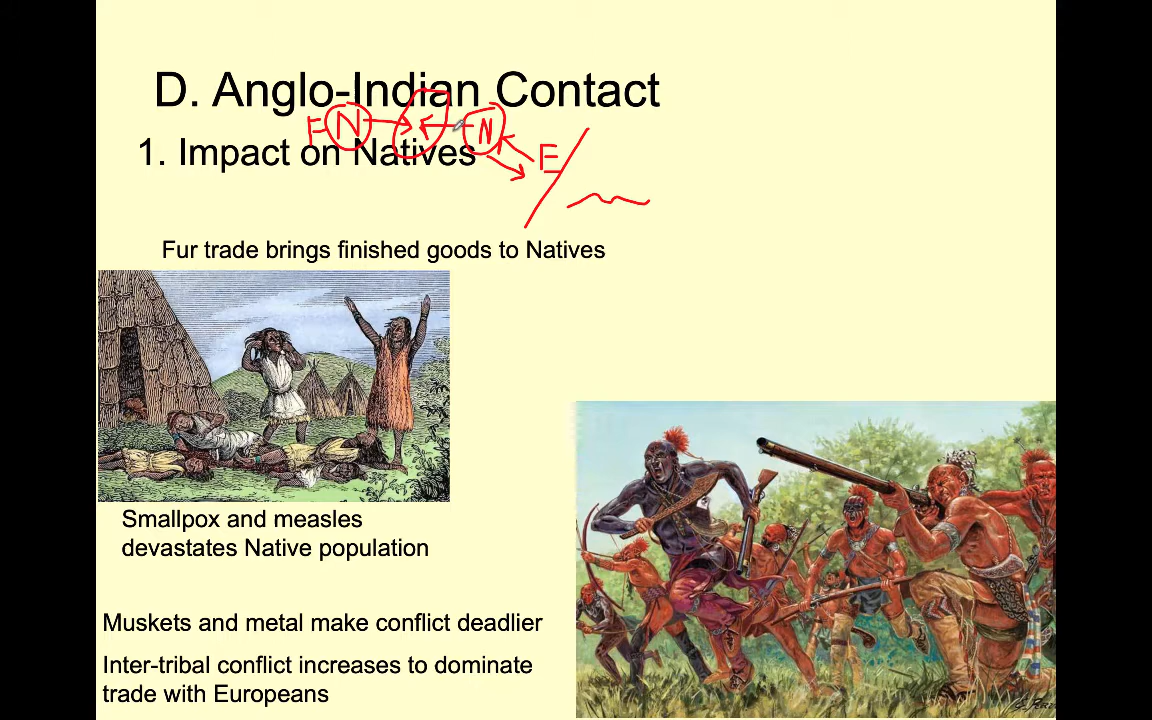 D. Anglo-Indian Contact
F N N
E
1. Impact on Natives
Fur trade brings finished goods to Natives
Smallpox and measles
devastates Native population
Muskets and metal make conflict deadlier
Inter-tribal conflict increases to dominate
trade with Europeans